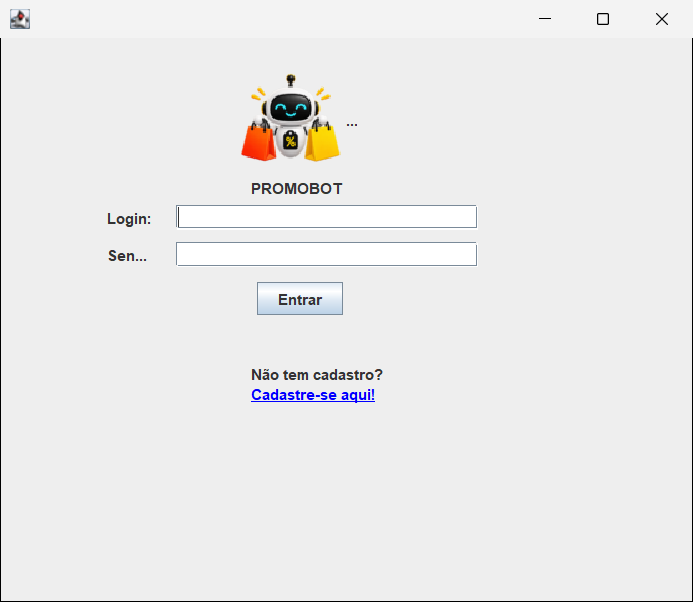 ...
PROMOBOT
Login:
Sen...
Entrar
Não tem cadastro?
Cadastre-se aqui!